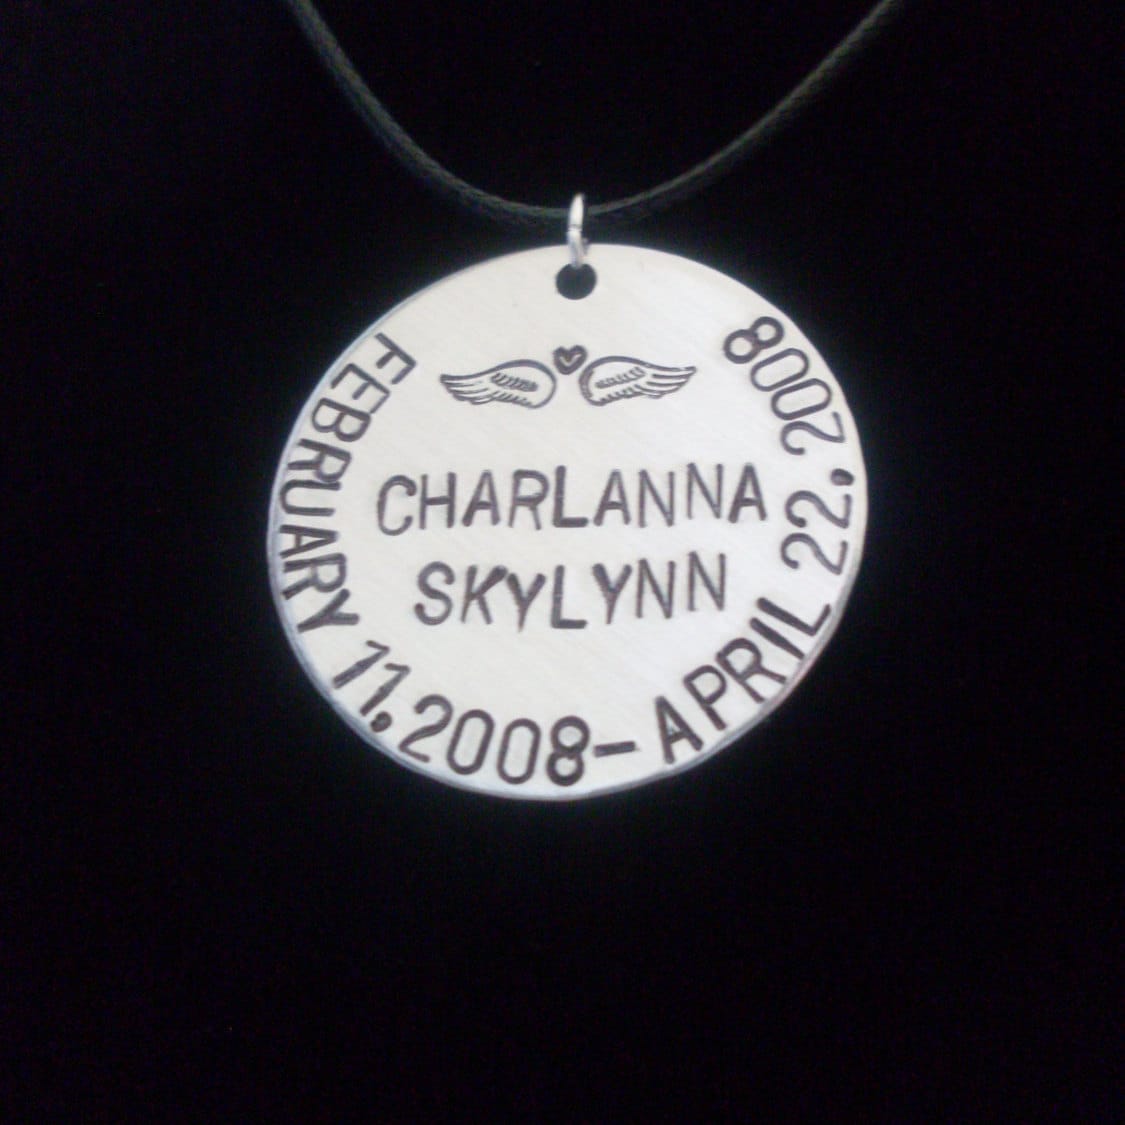 CHARLANNA
SKYLYNN
FEBRUARY 11.2008-APRIL 22, 2008